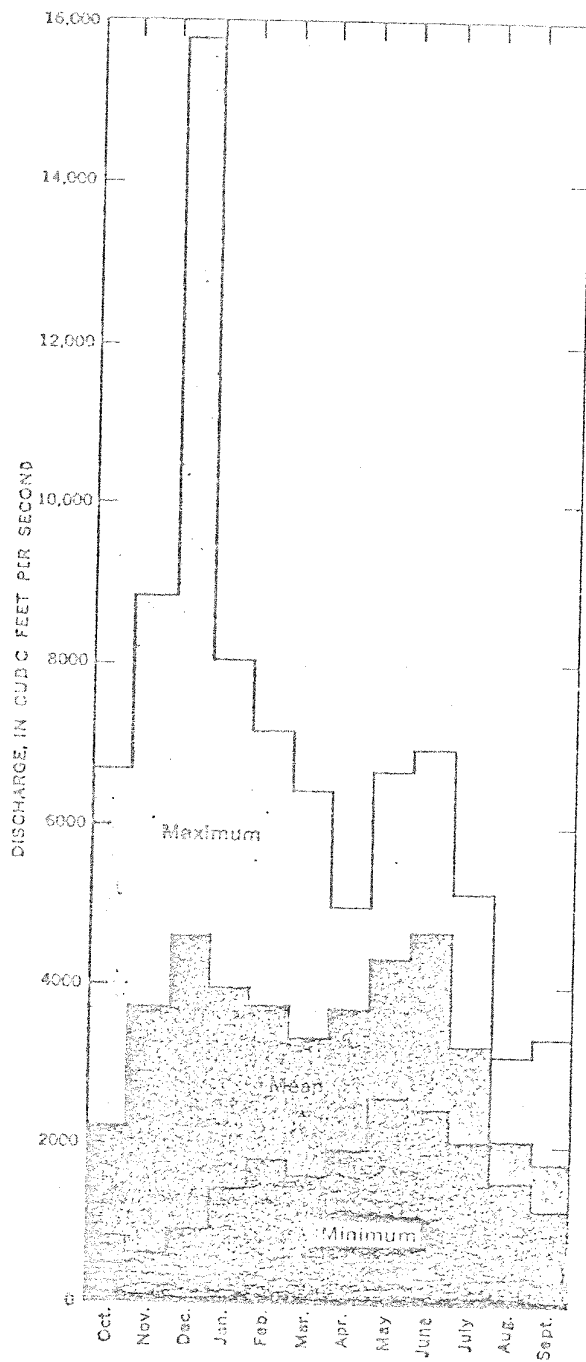 16,000
14,000
12,000
10,000
8000
6000
4000
2000
0
DISCHARGE, IN CUBIC FEET PER SECOND
Maximum
Mean
Minimum
Oct.
Nov.
Dec.
Jan.
Feb.
Mar.
Apr.
May
June
July
Aug.
Sept.